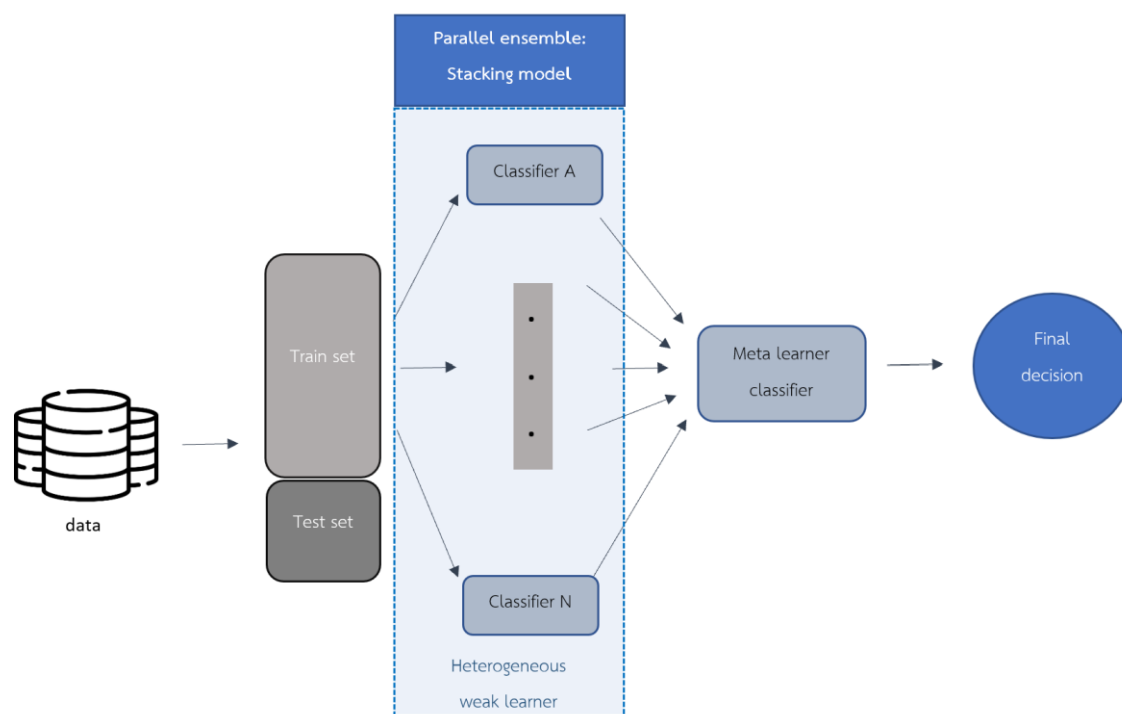 Parallel ensemble:
Stacking model
Classifier A
Train set
Meta learner
classifier
Final
decision
data
Test set
Classifier N
Heterogeneous
weak learner